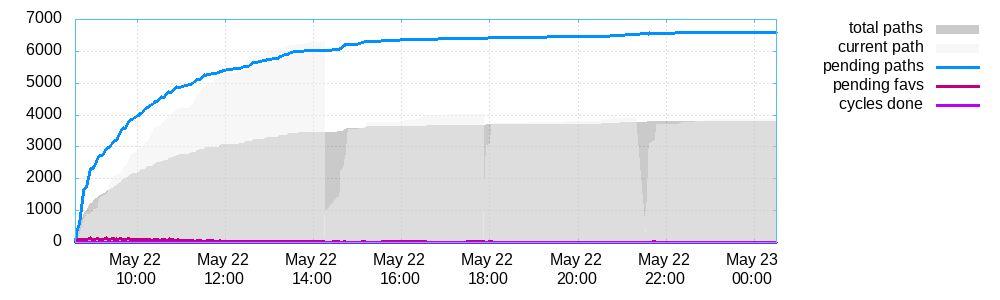 7000
6000
5000
4000
3000
2000
1000
0
May 22 10:00
May 22 12:00
May 22 14:00
May 22 16:00
May 22 18:00
May 22 20:00
May 22 22:00
May 23 00:00
total paths
current path
pending paths
pending favs
cycles done